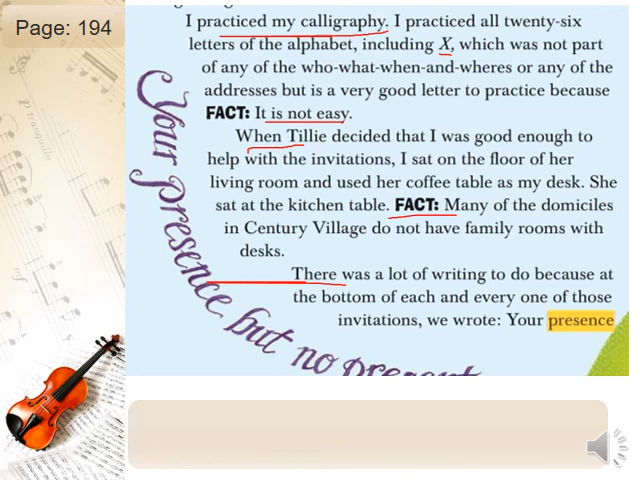 Page: 194
I practiced my calligraphy. I practiced all twenty-six
letters of the alphabet, including X, which was not part
of any of the who-what-when-and-wheres or any of the
addresses but is a very good letter to practice because
FACT: It is not easy.
When Tillie decided that I was good enough to
help with the invitations, I sat on the floor of her
living room and used her coffee table as my desk. She
sat at the kitchen table. FACT: Many of the domiciles
in Century Village do not have family rooms with
desks.
There was a lot of writing to do because at
the bottom of each and every one of those
invitations, we wrote: Your presence
Your presence but no present